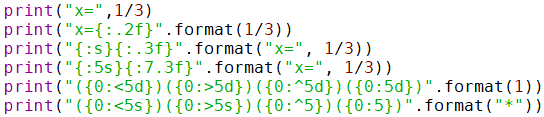 print("x=",1/3)
print("x={:.2f}".format(1/3))
print("{:s}{:.3f}".format("x=", 1/3))
print("{:5s}{:7.3f}".format("x=", 1/3))
print("({0:<5d})({0:>5d})({0:^5d})({0:5d})".format(1))
print("({0:<5s})({0:>5s})({0:^5})({0:5})".format("*"))